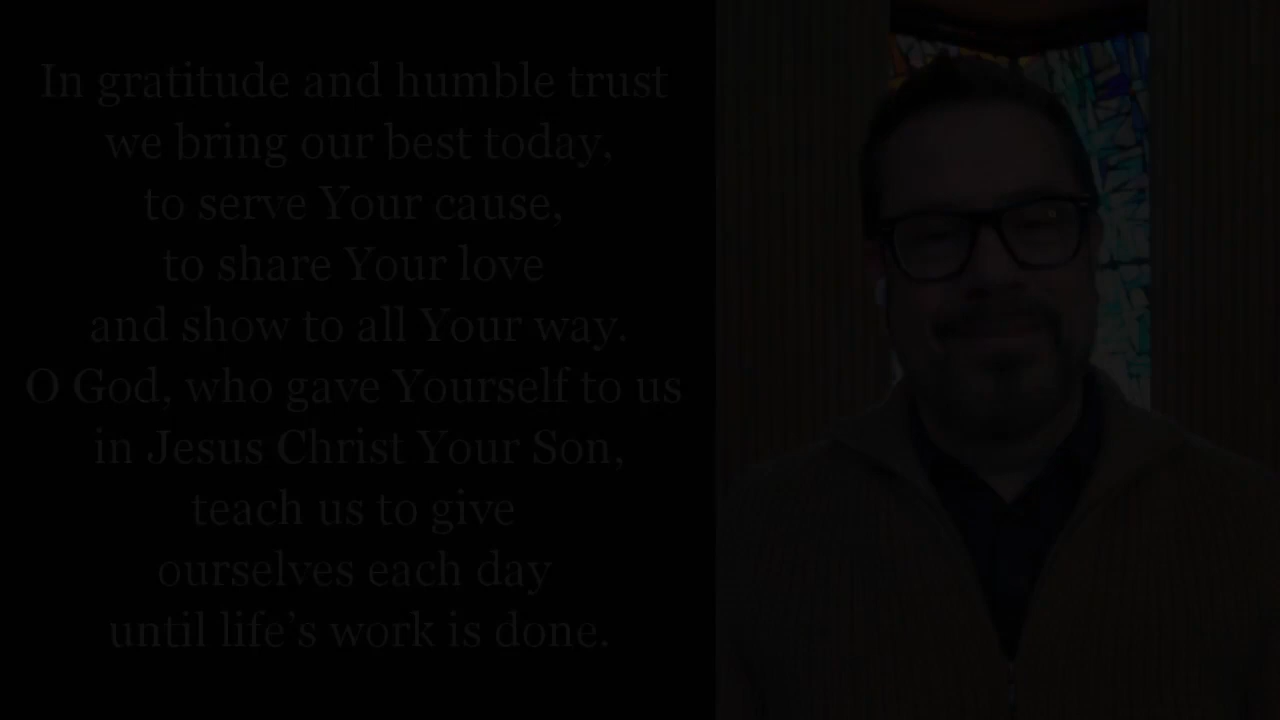 In gratitude and humble trust
we bring our best today,
to serve Your cause,
to share Your love
and show to all Your way.
O God, who gave Yourself to us
in Jesus Christ Your Son,
teach us to give
ourselves each day
until life’s work is done.